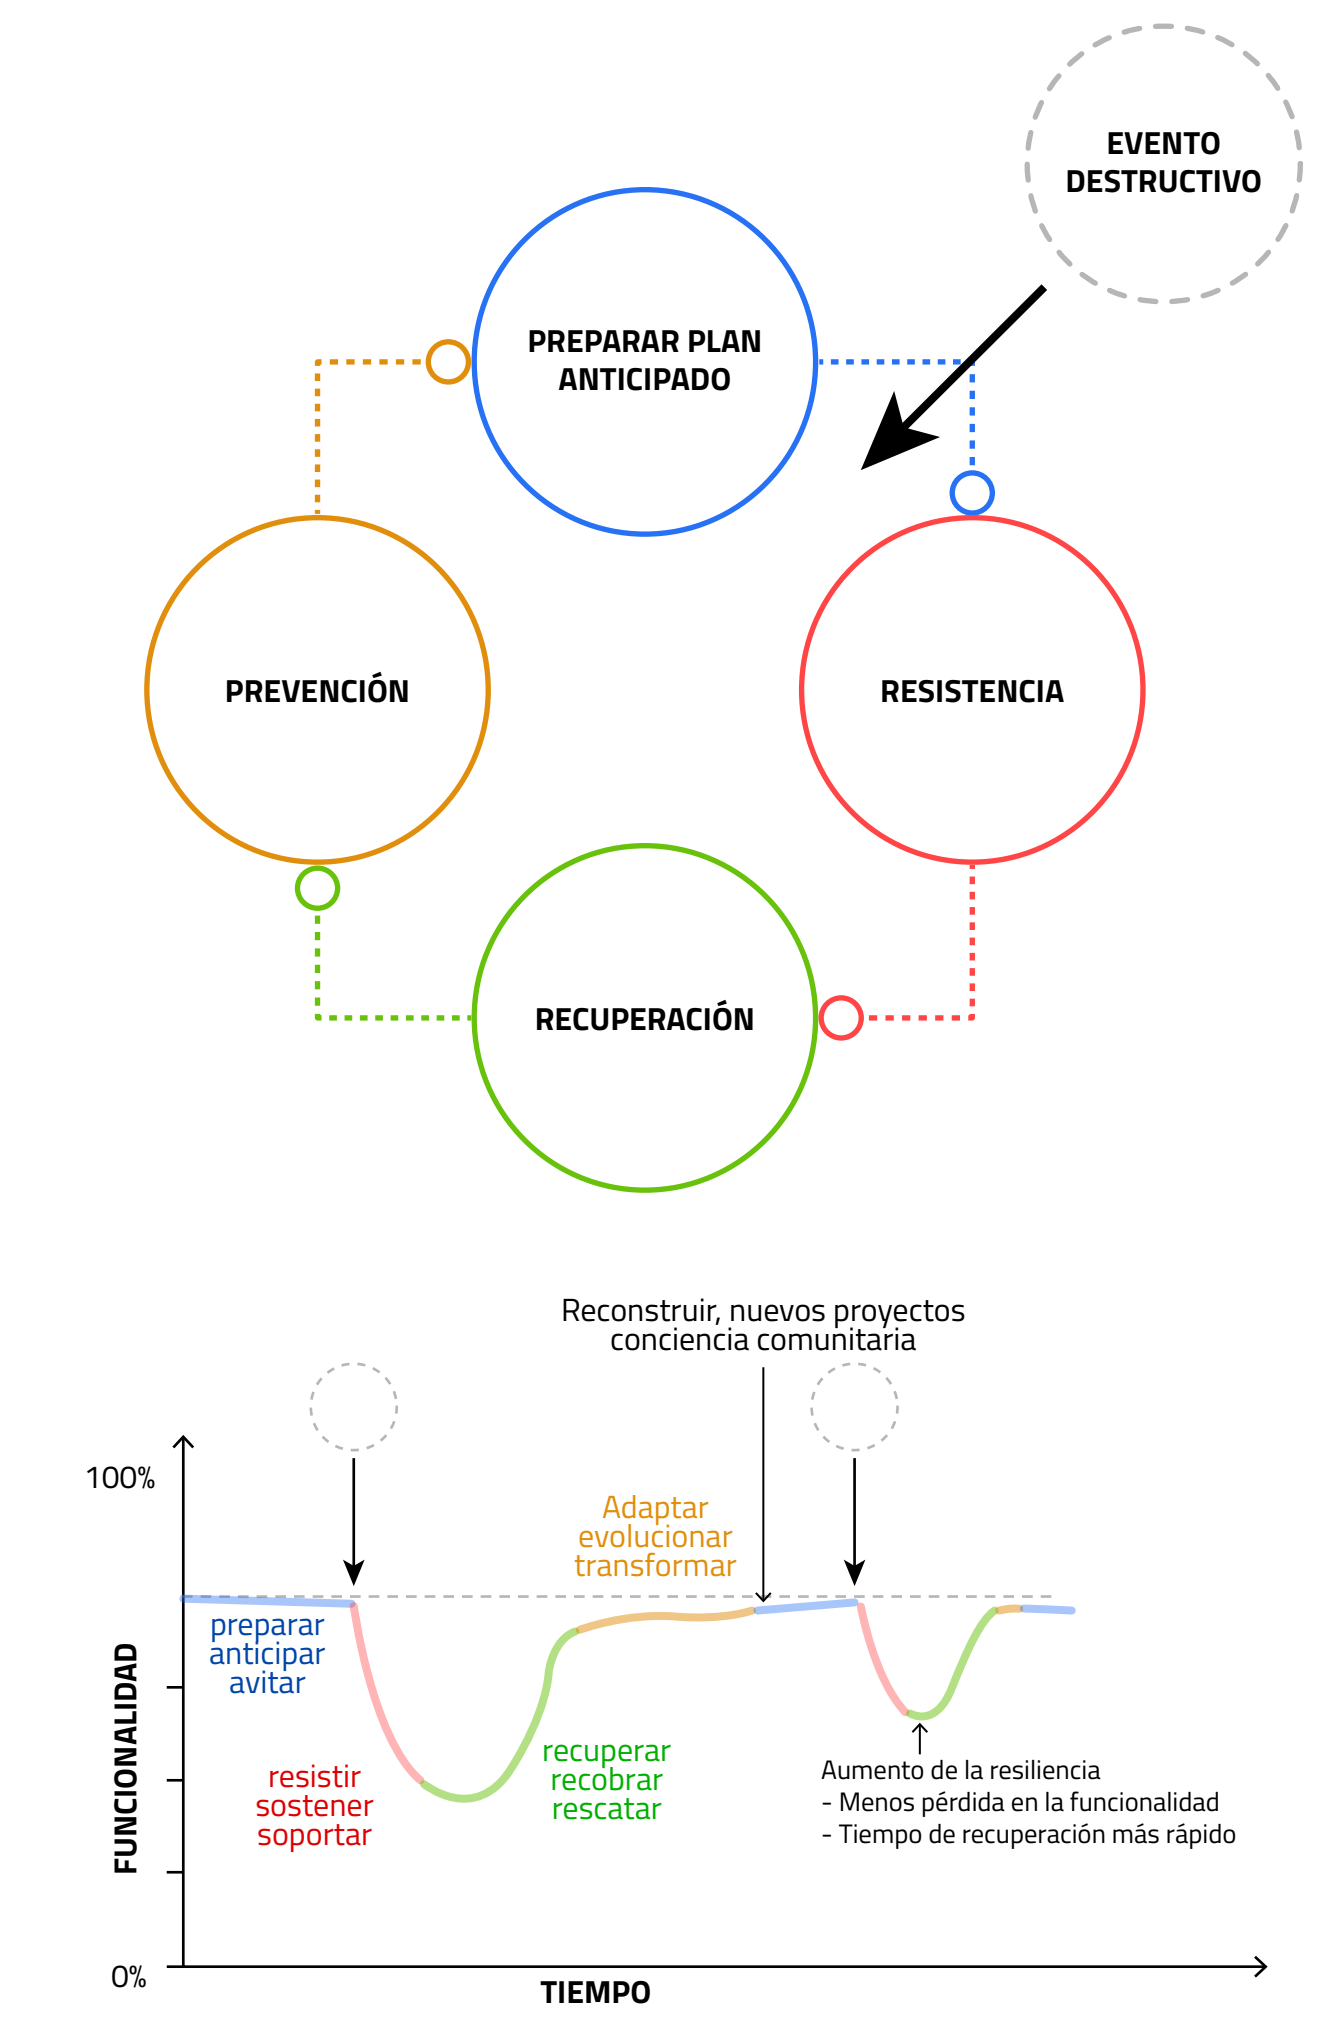 EVENTO
DESTRUCTIVO
PREPARAR PLAN
ANTICIPADO
PREVENCIÓN
RESISTENCIA
RECUPERACIÓN
Reconstruir, nuevos proyectos
conciencia comunitaria
100%
Adaptar
evolucionar
transformar
preparar
anticipar
avitar
FUNCIONALIDAD
resistir
sostener
soportar
recuperar
recobrar
rescatar
Aumento de la resiliencia
- Menos pérdida en la funcionalidad
- Tiempo de recuperación más rápido
0%
TIEMPO